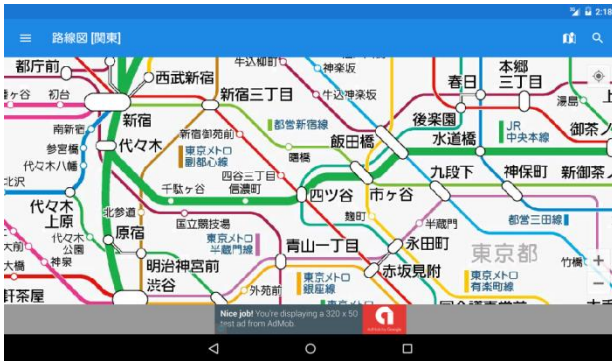 2:18
路線図 [関東]
都庁前
西武新宿
牛込柳町
神楽坂
本郷
三丁目
春日
湯島
初台
新宿
新宿三丁目
牛込神楽坂
後楽園
南新宿
新宿御苑前
都営新宿線
飯田橋
水道橋
JR
中央本線
御茶ノ
参宮橋
代々木
東京メトロ
副都心線
曙橋
代々木八幡
四谷三丁目
九段下
神保町
新御茶
北沢
千駄ヶ谷
信濃町
四ツ谷
市ヶ谷
代々木
上原
北参道
麹町
半蔵門
都営三田線
国立競技場
代々木
公園
原宿
東京メトロ
半蔵門線
青山一丁目
永田町
東京都
竹橋
神泉
大橋
明治神宮前
渋谷
外苑前
東京メトロ
銀座線
赤坂見附
東京メトロ
有楽町線
軒茶屋
Nice job! You're displaying a 320 x 50
test ad from AdMob.
AdMob by Google